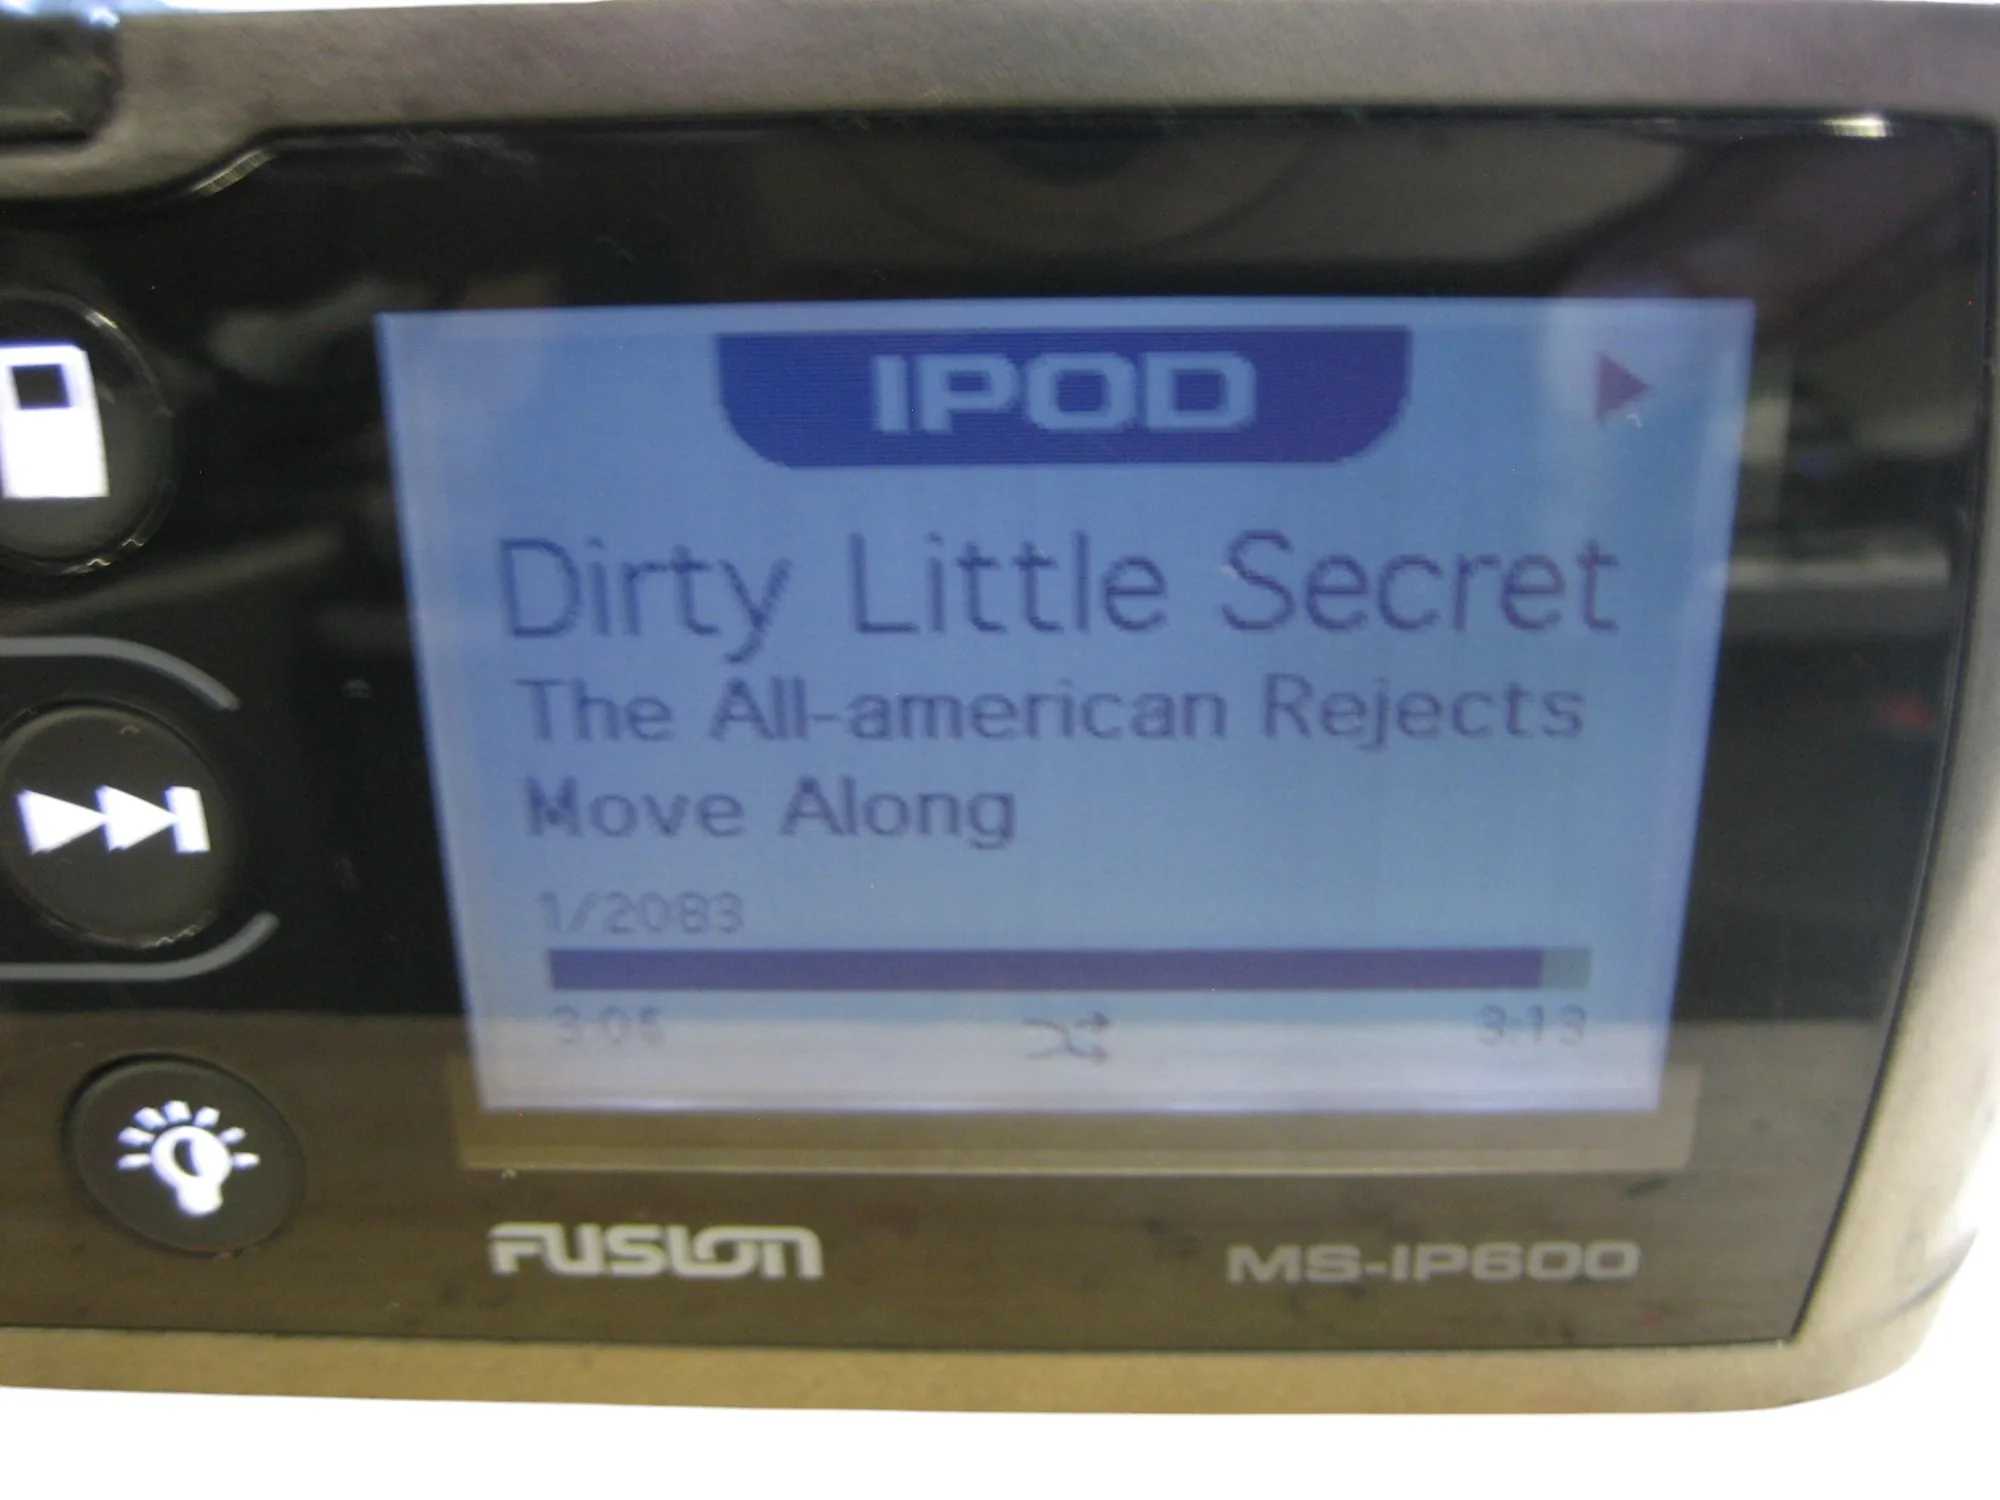 IPOD
Dirty Little Secret
The All-american Rejects
Move Along
1/2083
3:05 3:13
FUSION MS-IP600